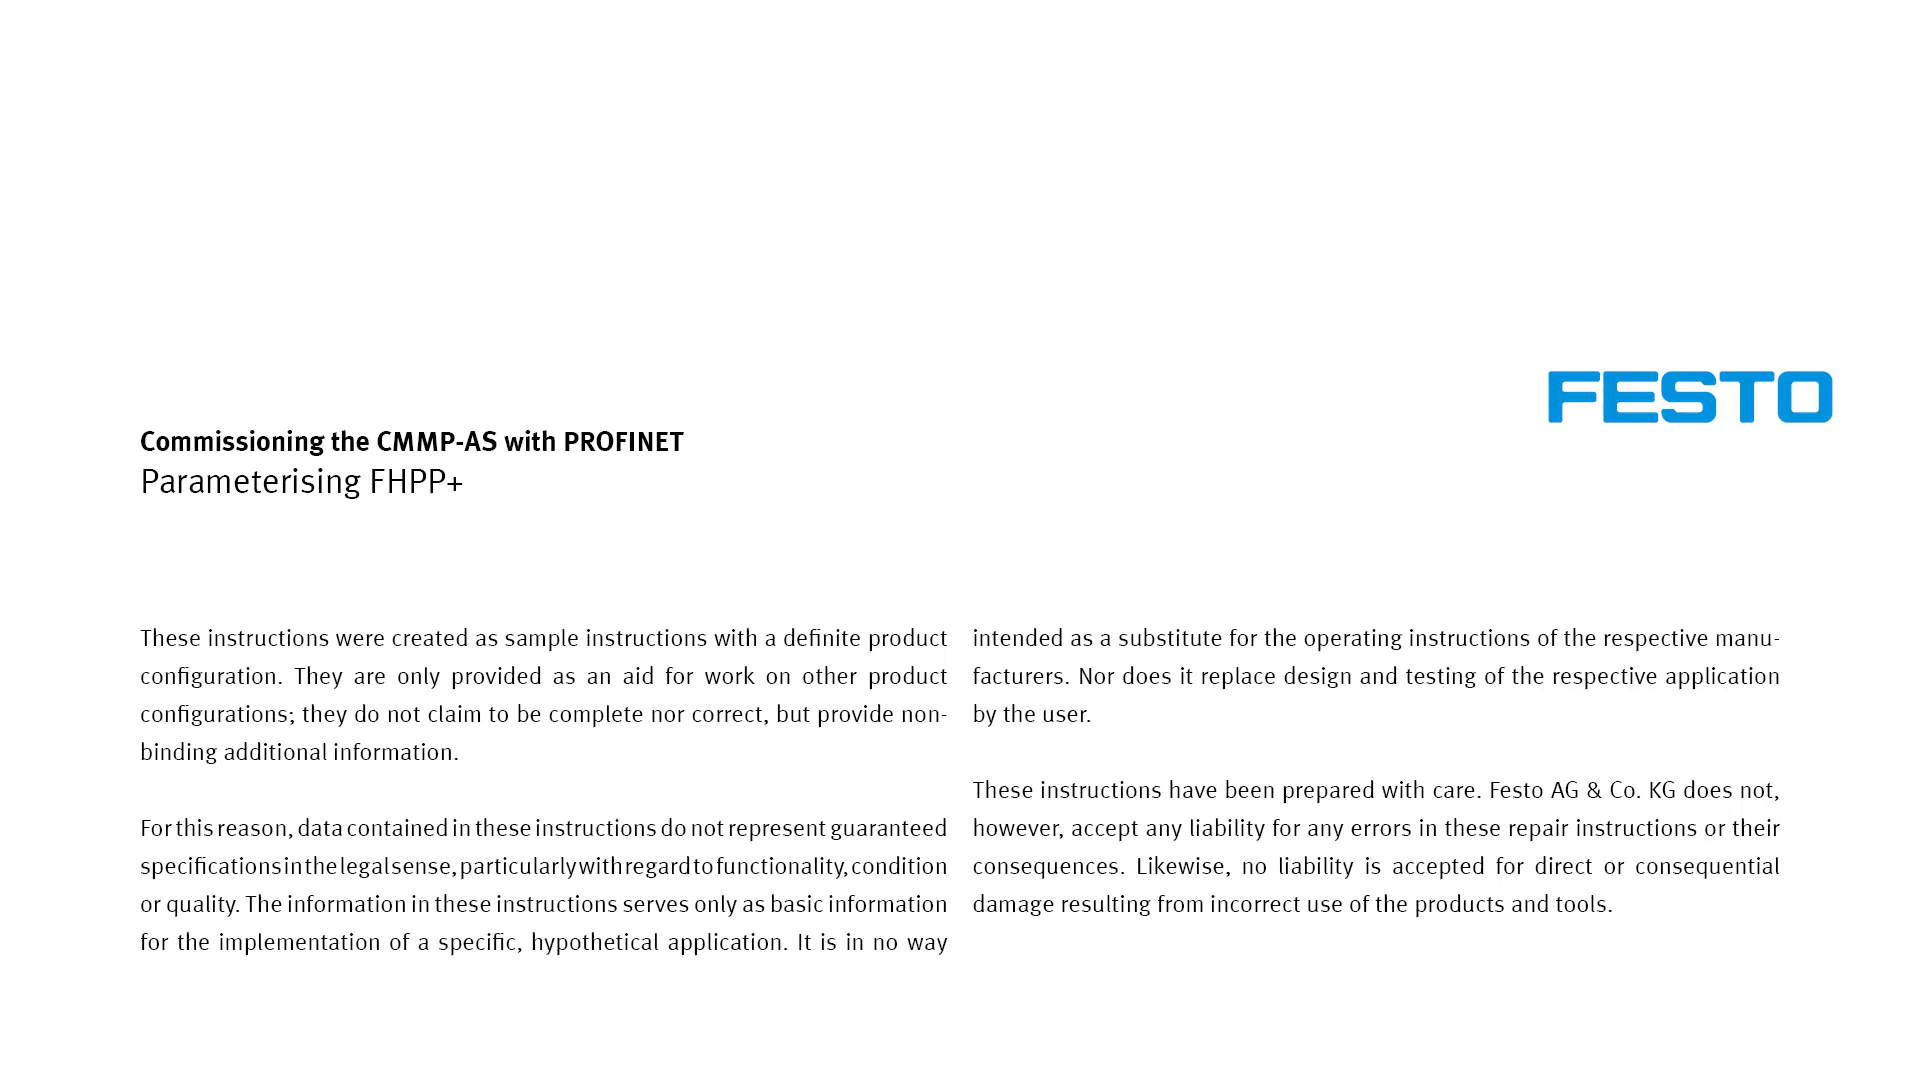 FESTO
Commissioning the CMMP-AS with PROFINET
Parameterising FHPP+
These instructions were created as sample instructions with a definite product
configuration. They are only provided as an aid for work on other product
configurations; they do not claim to be complete nor correct, but provide non-
binding additional information.
For this reason, data contained in these instructions do not represent guaranteed
specifications in the legal sense, particularly with regard to functionality, condition
or quality. The information in these instructions serves only as basic information
for the implementation of a specific, hypothetical application. It is in no way
intended as a substitute for the operating instructions of the respective manu-
facturers. Nor does it replace design and testing of the respective application
by the user.
These instructions have been prepared with care. Festo AG & Co. KG does not,
however, accept any liability for any errors in these repair instructions or their
consequences. Likewise, no liability is accepted for direct or consequential
damage resulting from incorrect use of the products and tools.